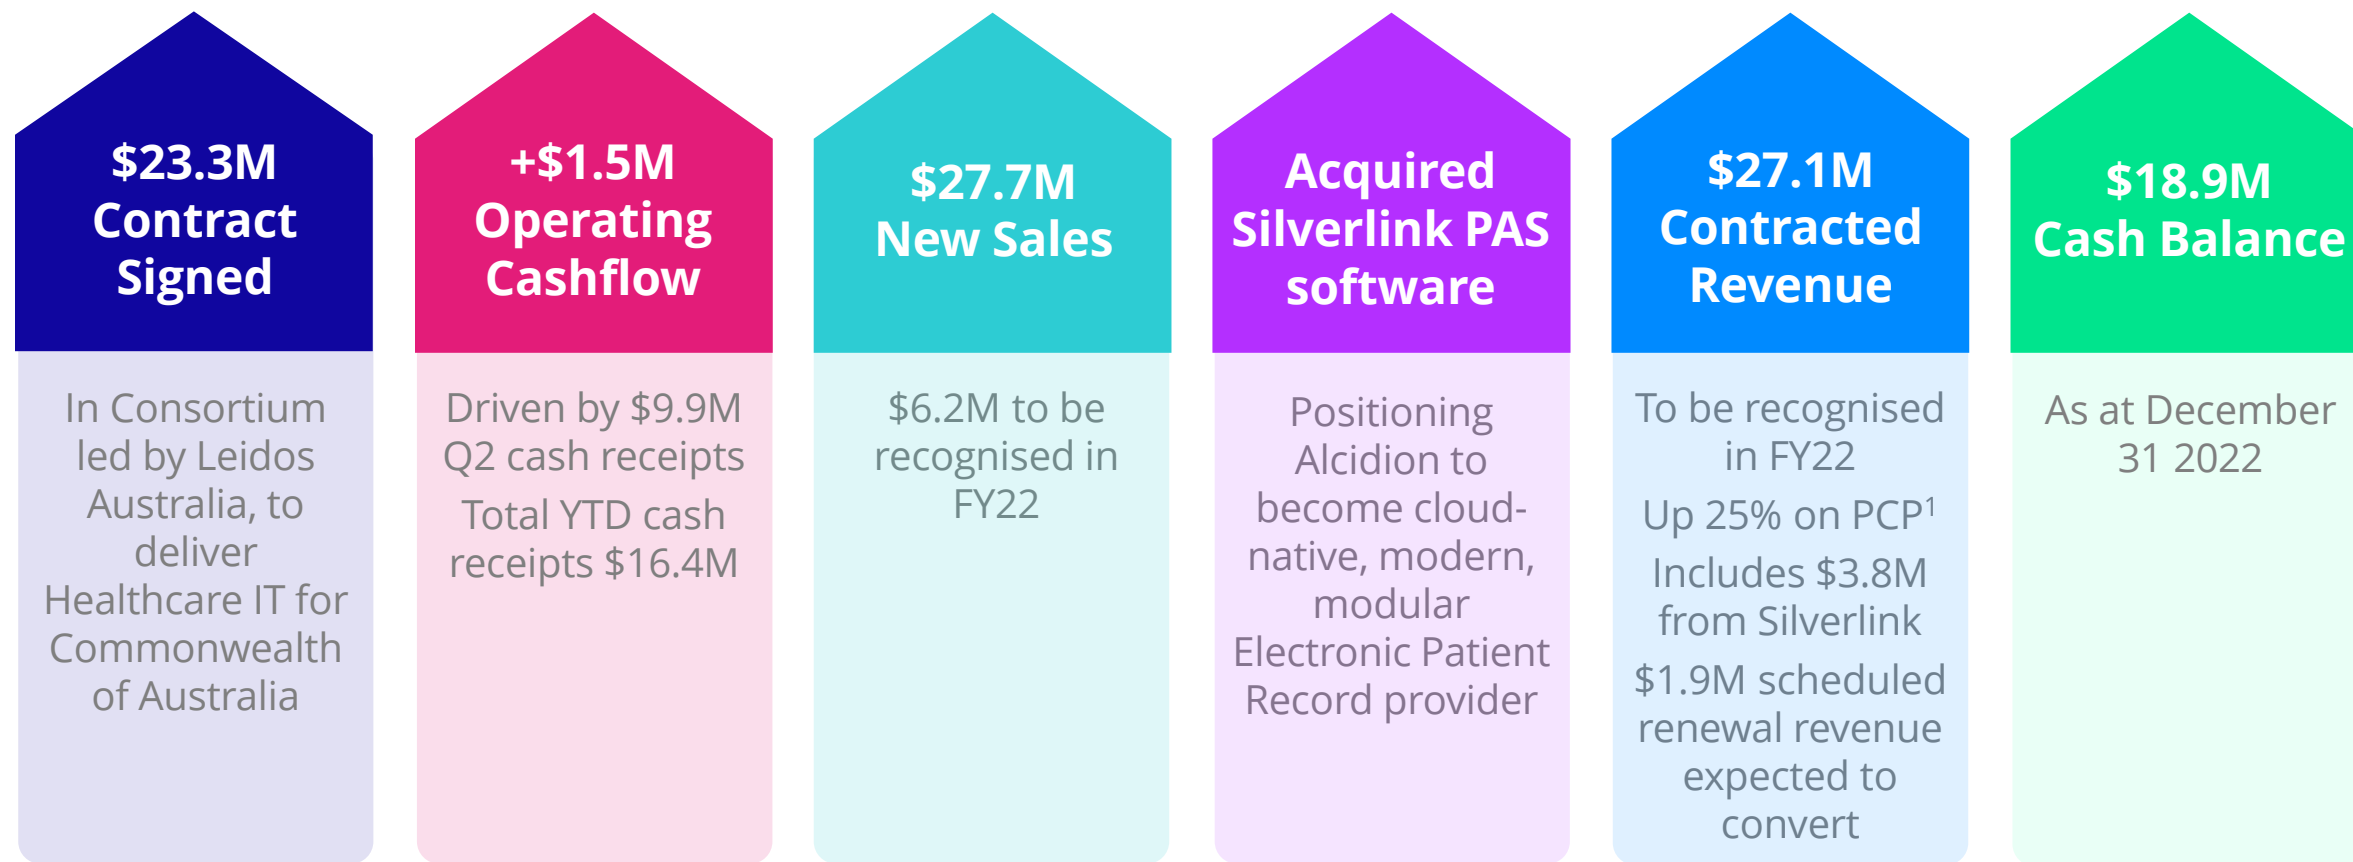 $23.3M
Contract
Signed
In Consortium
led by Leidos
Australia, to
deliver
Healthcare IT for
Commonwealth
of Australia
+$1.5M
Operating
Cashflow
Driven by $9.9M
Q2 cash receipts
Total YTD cash
receipts $16.4M
$27.7M
New Sales
$6.2M to be
recognised in
FY22
Acquired
Silverlink PAS
software
Positioning
Alcidion to
become cloud-
native, modern,
modular
Electronic Patient
Record provider
$27.1M
Contracted
Revenue
To be recognised
in FY22
Up 25% on PCP¹
Includes $3.8M
from Silverlink
$1.9M scheduled
renewal revenue
expected to
convert
$18.9M
Cash Balance
As at December
31 2022